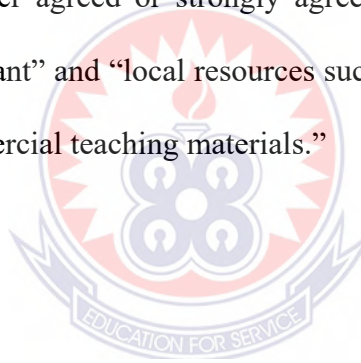 agreed or strongly agree
ant” and “local resources suc
ercial teaching materials.”
EDUCATION FOR SERVICE